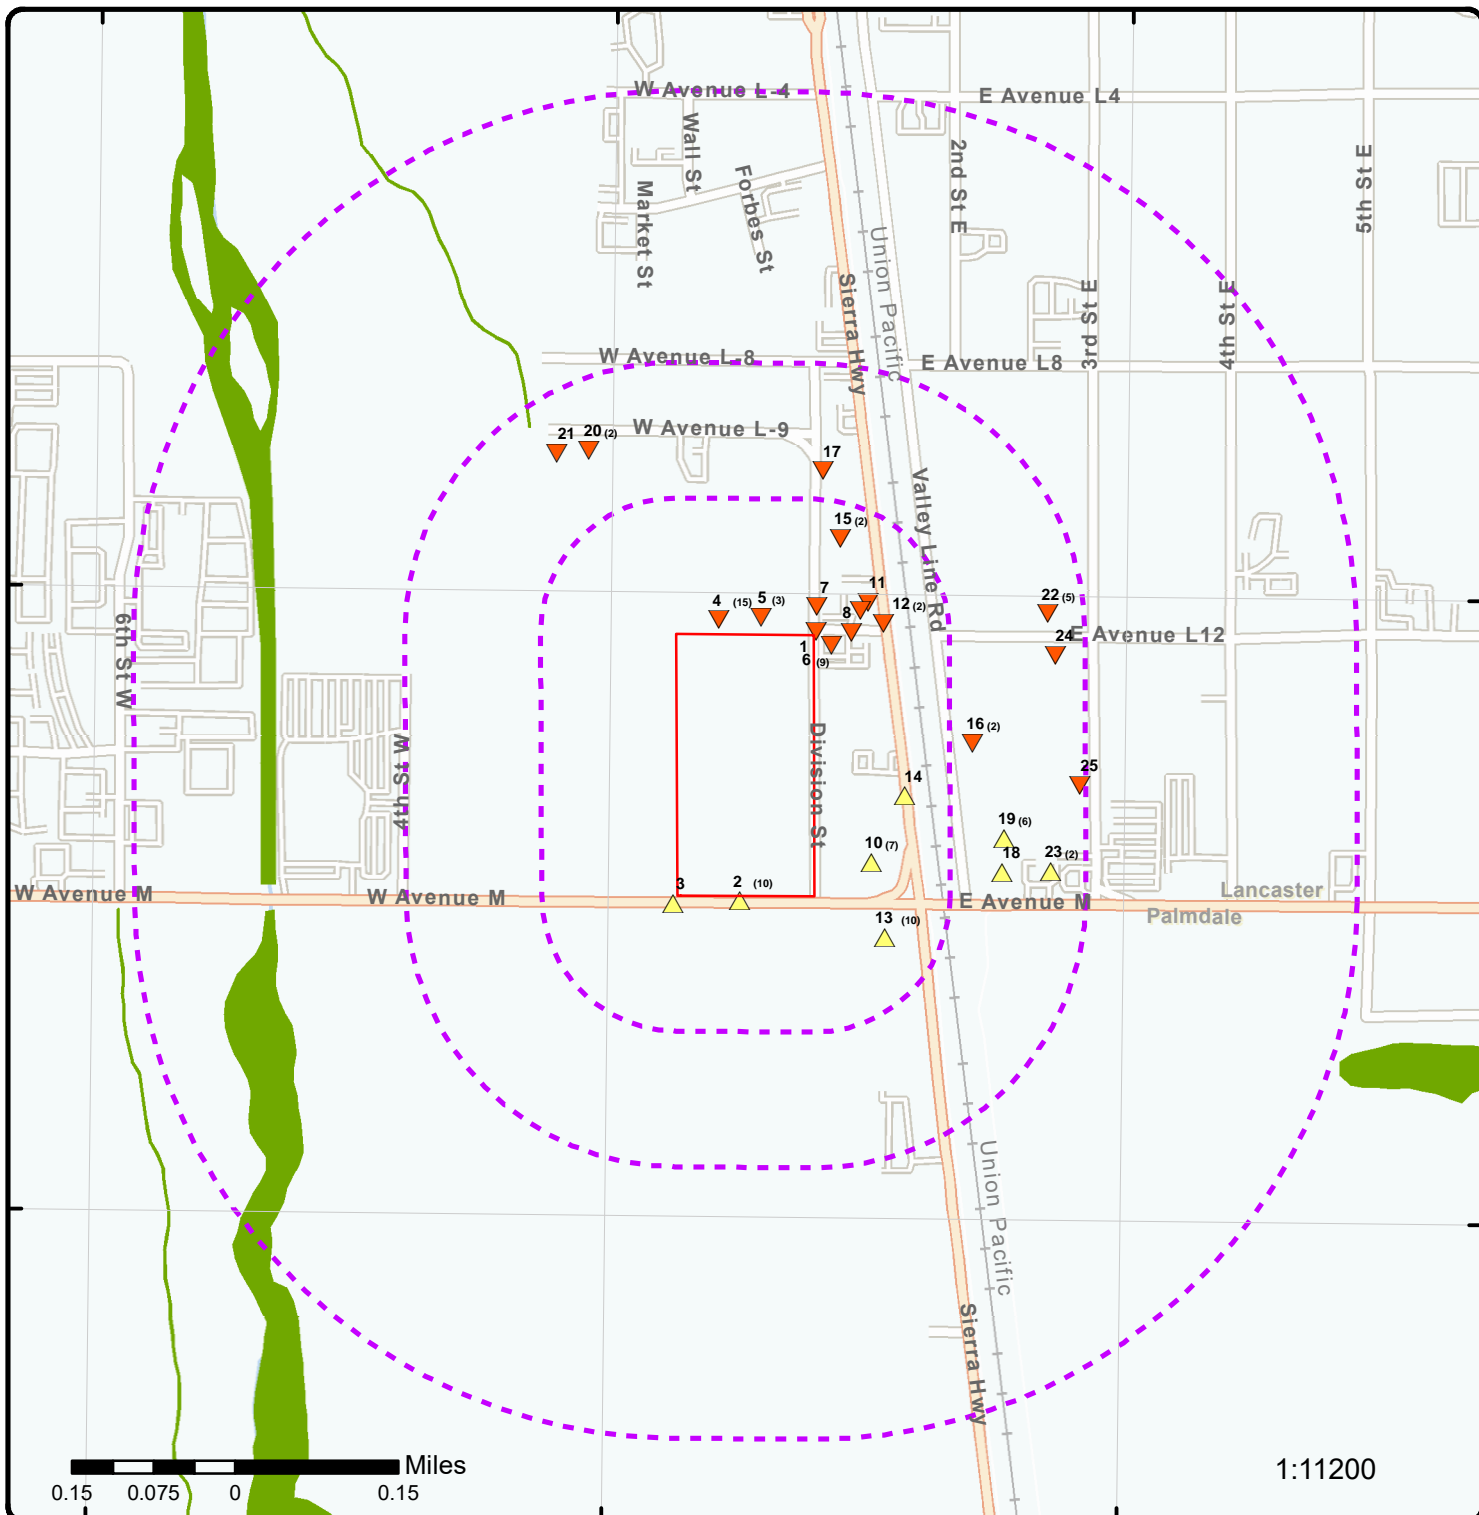 W Avenue L-4
E Avenue L4
Wall St
Forbes St
Market St
2nd St E
5th St E
Union Pacific
Sierra Hwy
3rd St E
4th St E
W Avenue L-8
E Avenue L8
W Avenue L-9
21
20 (2)
17
Valley Line Rd
15 (2)
7
11
4 (15)
5 (3)
8
12 (2)
22 (5)
1
6 (9)
24
E Avenue L12
6th St W
16 (2)
4th St W
Division St
25
14
19 (6)
10 (7)
18
23 (2)
W Avenue M
W Avenue M
3
2 (10)
E Avenue M
Lancaster
Palmdale
13 (10)
Union Pacific
Sierra Hwy
Miles
0.15
0.075
0
0.15
1:11200